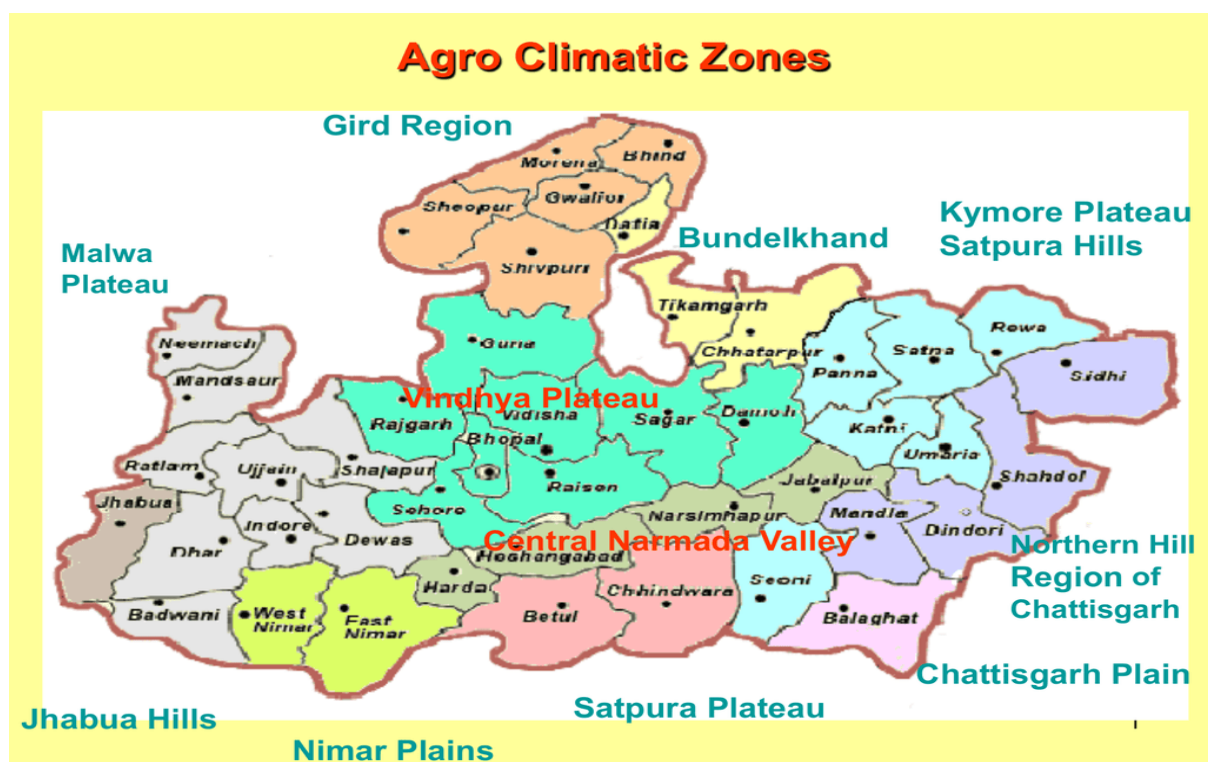 Agro Climatic Zones
Gird Region
Morena
Bhind
Sheopur
Gwalior
Datia
Shivpuri
Bundelkhand
Kymore Plateau
Satpura Hills
Malwa
Plateau
Neemach
Mandsaur
Guna
Tikamgarh
Chhatarpur
Panna
Satna
Rewa
Sidhi
Vindhya Plateau
Rajgarh
Vidisha
Bhopal
Sagar
Damoh
Katni
Umaria
Shahdol
Ratlam
Ujjain
Shajapur
Sehore
Raisen
Jabalpur
Narsimhapur
Mandla
Dindori
Jhabua
Dhar
Indore
Dewas
Central Narmada Valley
Hoshangabad
Harda
Northern Hill
Region of
Chattisgarh
Badwani
West
Nimar
East
Nimar
Betul
Chhindwara
Seoni
Balaghat
Chattisgarh Plain
Satpura Plateau
Jhabua Hills
Nimar Plains